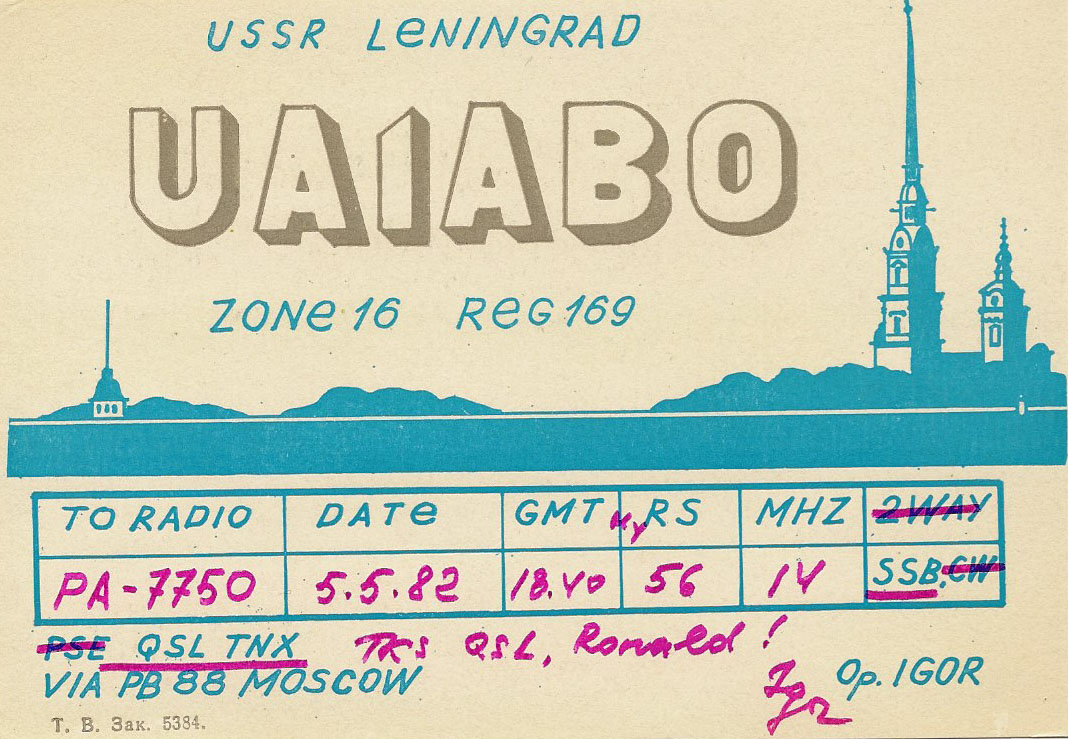 USSR LENINGRAD
UA1ABO
ZONE 16 REG 169
TO RADIO DATE GMT My RS MHZ 2WAY
PA-7750 5.5.82 18.40 56 14 SSB.CW
PSE QSL TNX TKS QSL, Ronald!
VIA PB 88 MOSCOW Igr Op. IGOR
Т. В. Зак. 5384.